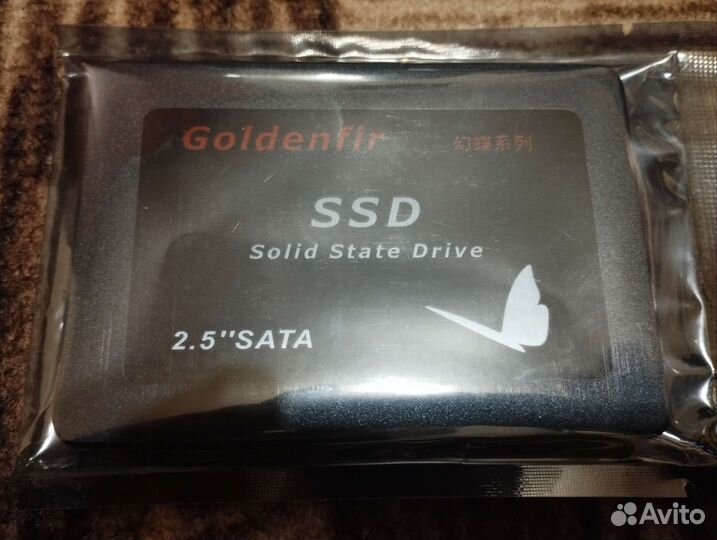 Goldenfir 幻蝶系列
SSD
Solid State Drive
2.5''SATA
Avito